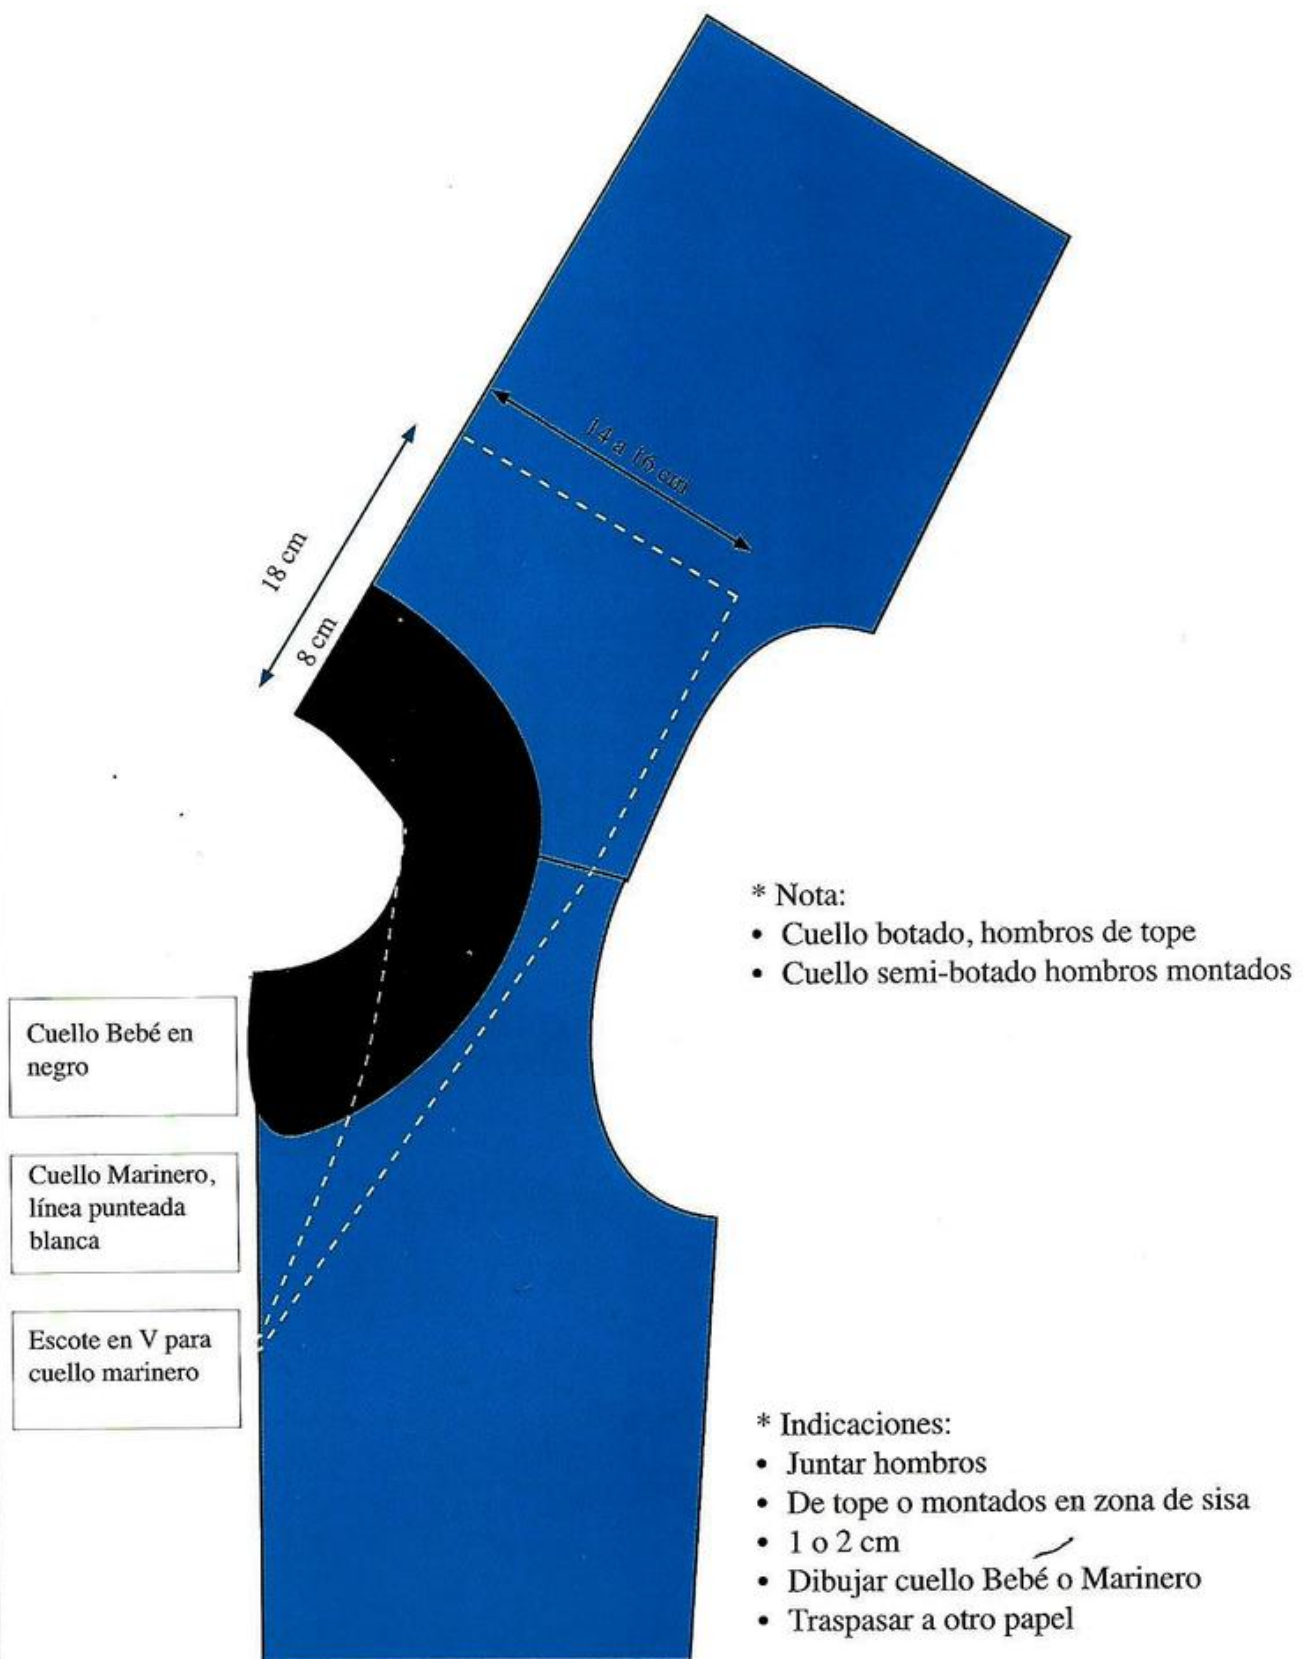 14 a 16 cm
18 cm
8 cm
* Nota:
• Cuello botado, hombros de tope
• Cuello semi-botado hombros montados
Cuello Bebé en
negro
Cuello Marinero,
línea punteada
blanca
Escote en V para
cuello marinero
* Indicaciones:
• Juntar hombros
• De tope o montados en zona de sisa
• 1 o 2 cm
• Dibujar cuello Bebé o Marinero
• Traspasar a otro papel